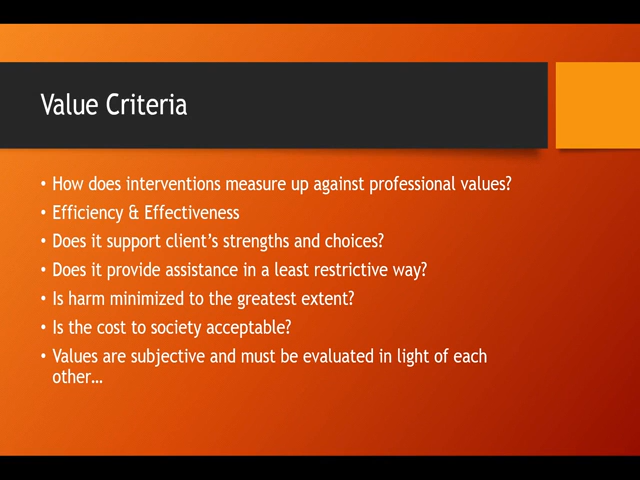 Value Criteria
• How does interventions measure up against professional values?
• Efficiency & Effectiveness
• Does it support client's strengths and choices?
• Does it provide assistance in a least restrictive way?
• Is harm minimized to the greatest extent?
• Is the cost to society acceptable?
• Values are subjective and must be evaluated in light of each
other...